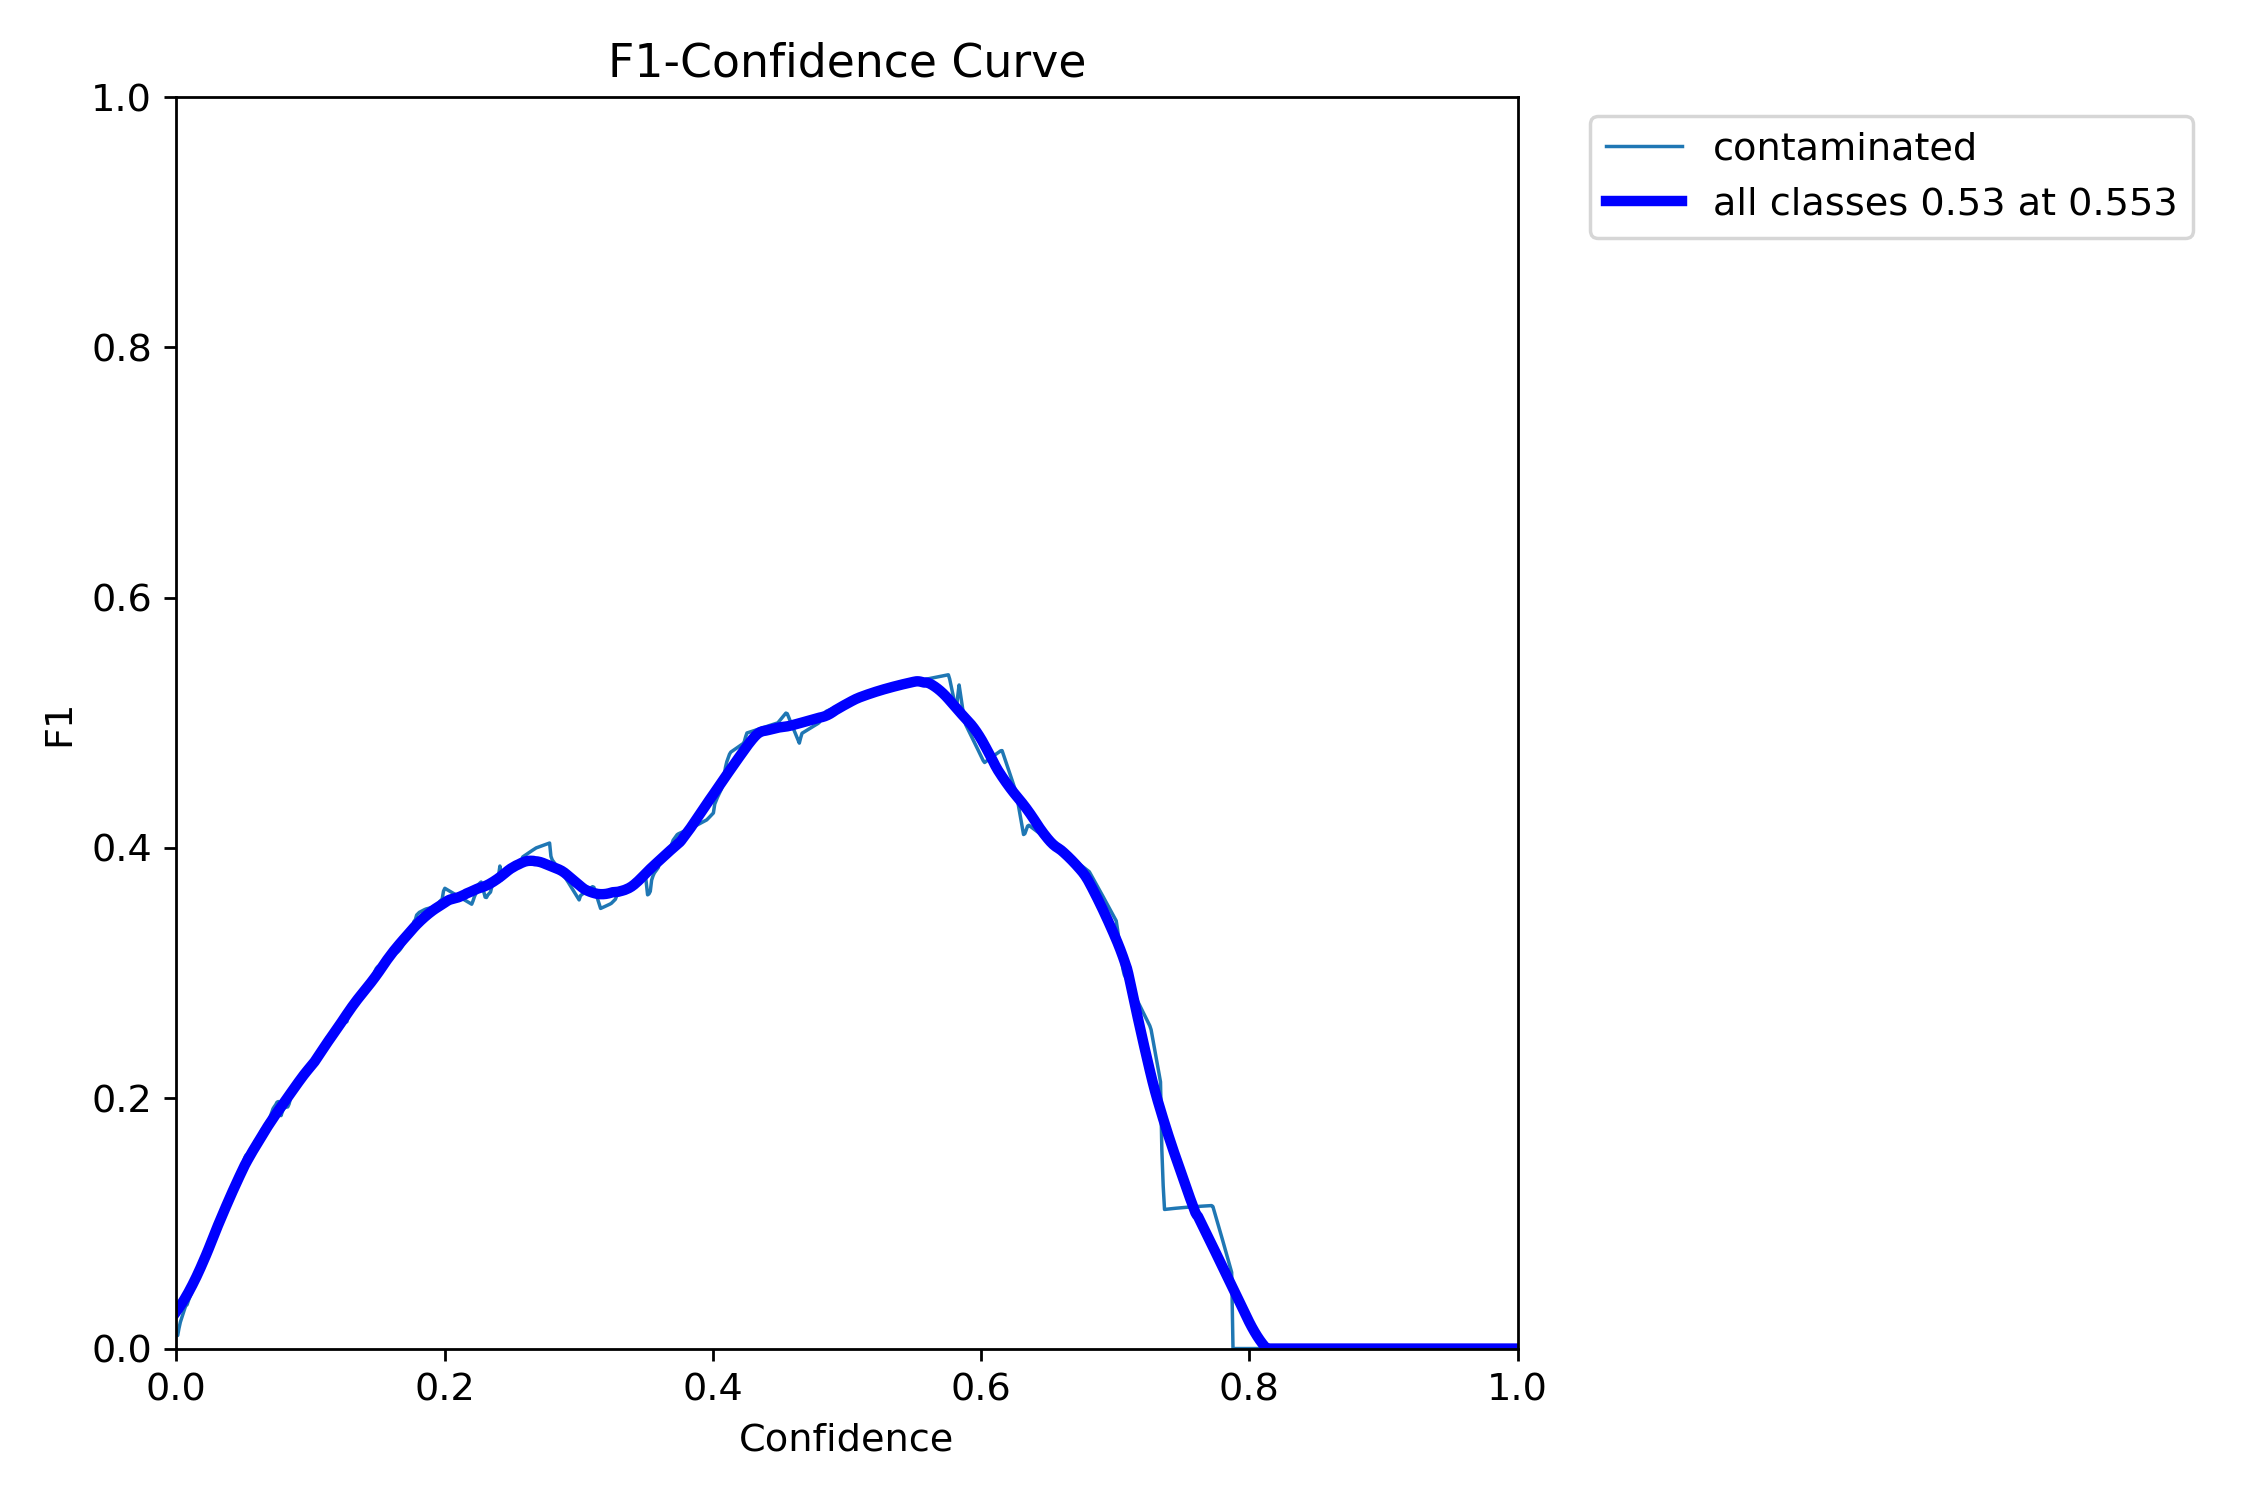 F1-Confidence Curve
contaminated
all classes 0.53 at 0.553
1.0
0.8
0.6
0.4
0.2
0.0
F1
0.0 0.2 0.4 0.6 0.8 1.0
Confidence